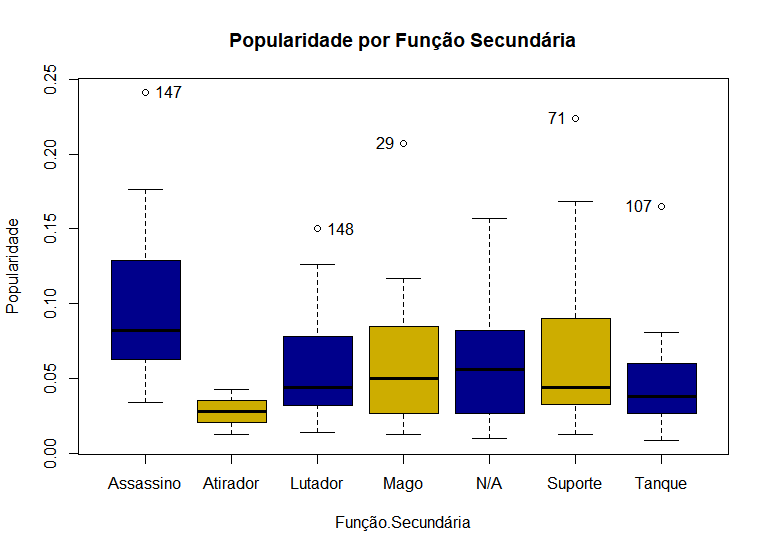 Popularidade por Função Secundária
Popularidade
0.25
0.20
0.15
0.10
0.05
0.00
147
148
29
71
107
Assassino Atirador Lutador Mago N/A Suporte Tanque
Função.Secundária